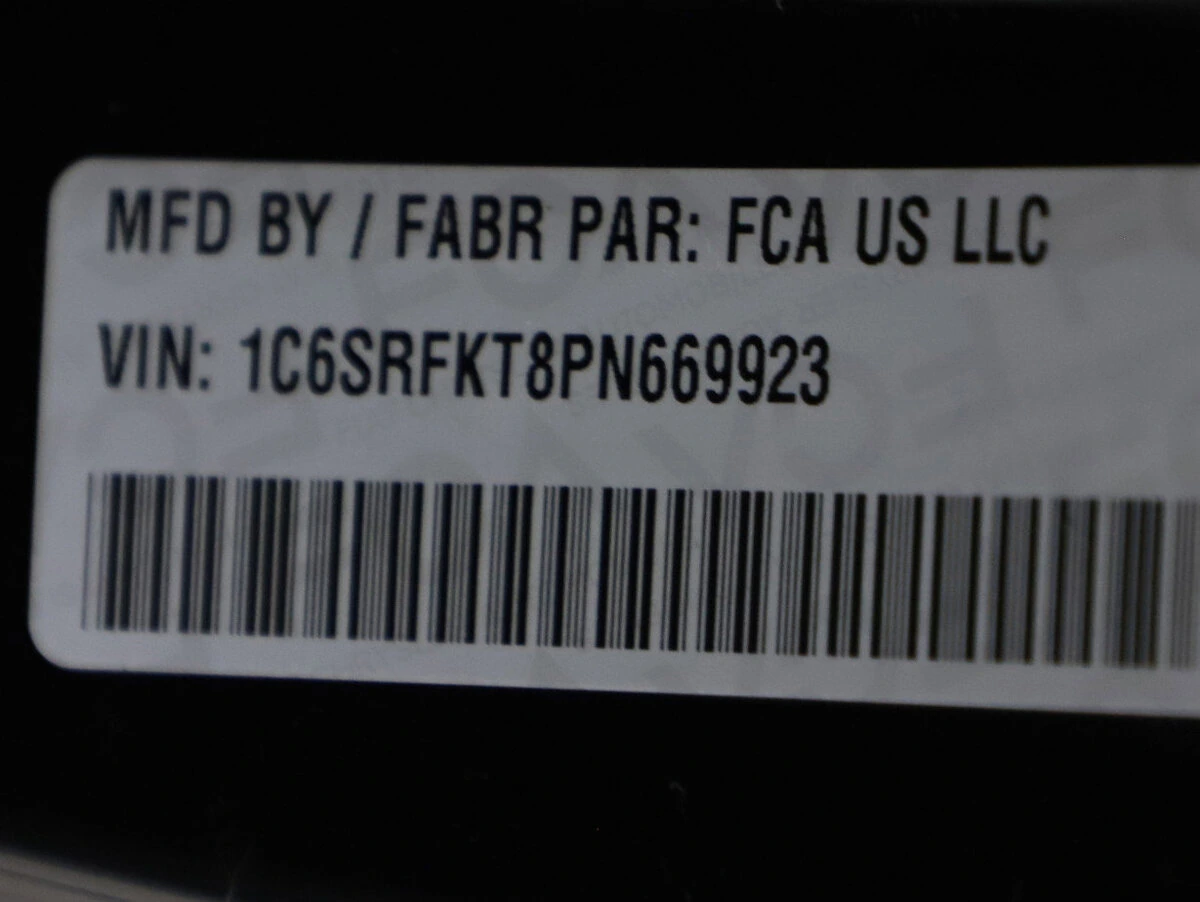 MFD BY / FABR PAR: FCA US LLC
VIN: 1C6SRFKT8PN669923